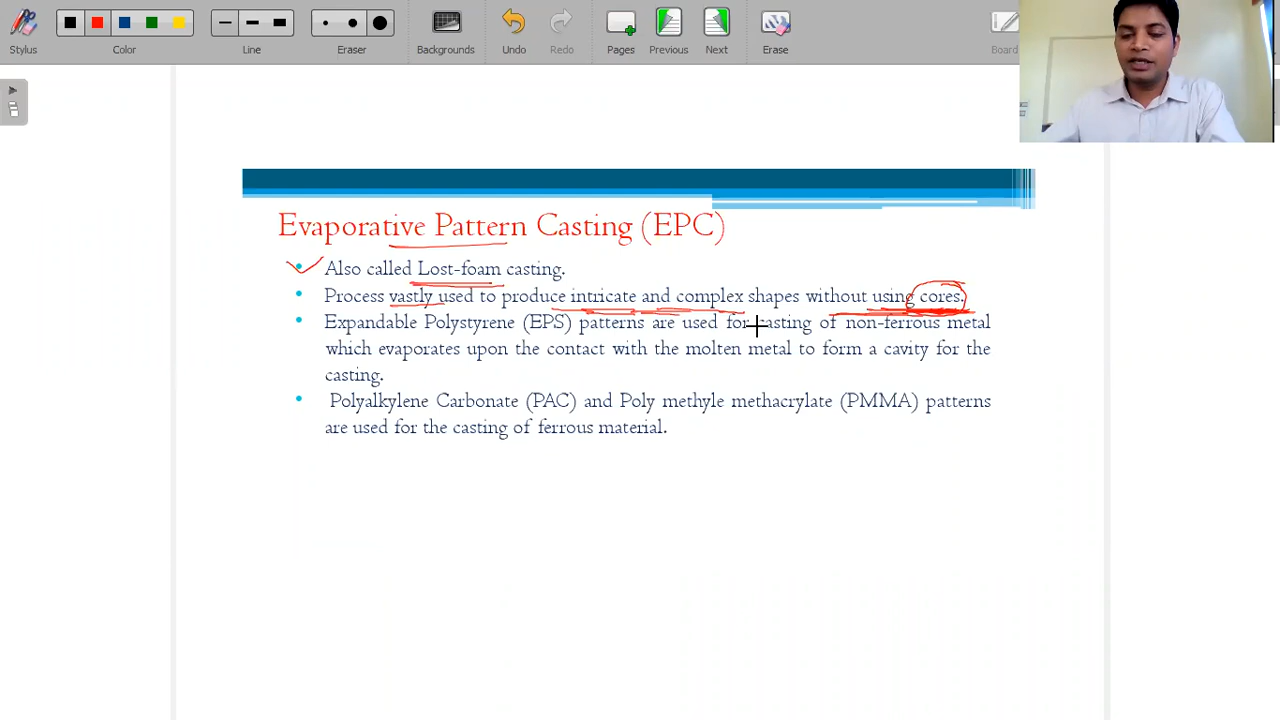 Stylus Color Line Eraser Backgrounds Undo Redo Pages Previous Next Erase Board
Evaporative Pattern Casting (EPC)
• Also called Lost-foam casting.
• Process vastly used to produce intricate and complex shapes without using cores.
• Expandable Polystyrene (EPS) patterns are used for casting of non-ferrous metal
which evaporates upon the contact with the molten metal to form a cavity for the
casting.
• Polyalkylene Carbonate (PAC) and Poly methyle methacrylate (PMMA) patterns
are used for the casting of ferrous material.